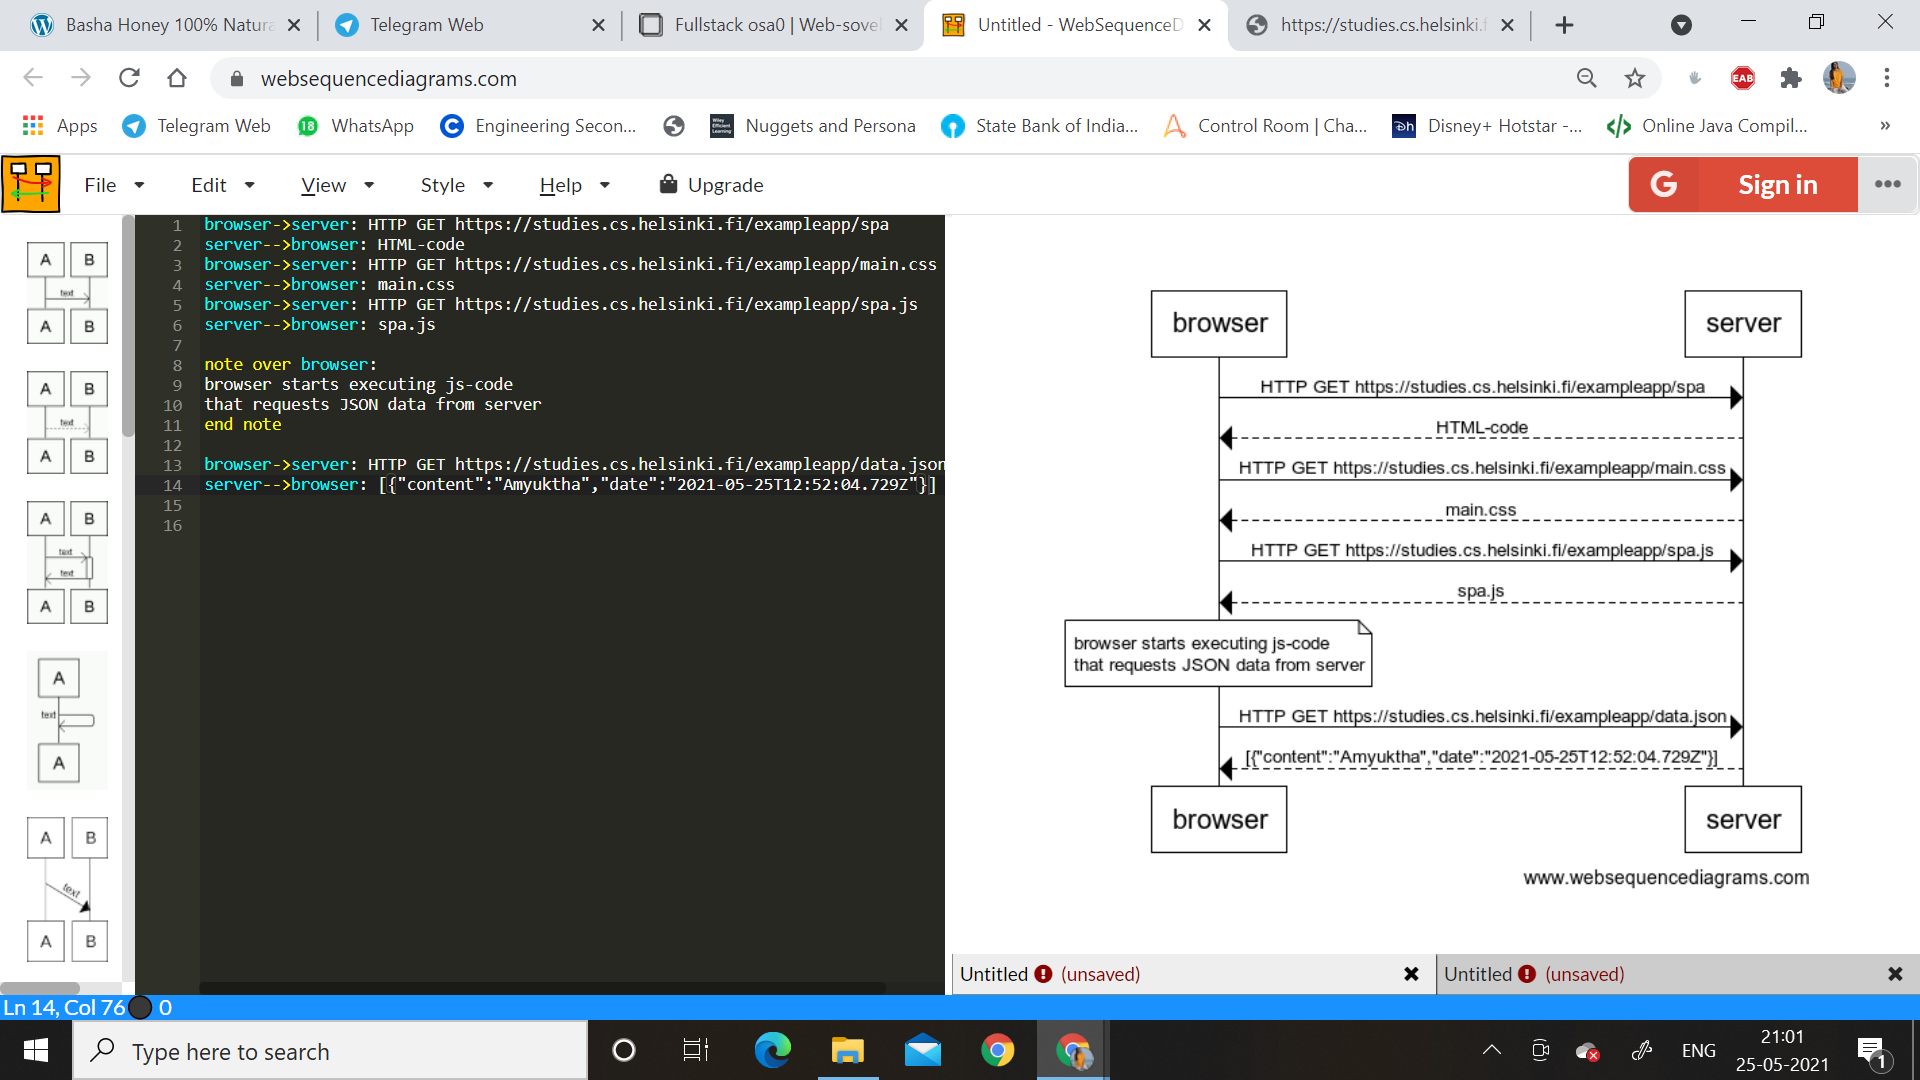 Basha Honey 100% Natura
Telegram Web
Fullstack osa0 | Web-sovel
Untitled - WebSequenceD
https://studies.cs.helsinki.f
websequencediagrams.com
EAB
Apps
Telegram Web
18
WhatsApp
Engineering Secon...
Nuggets and Persona
State Bank of India...
Control Room | Cha...
Disney+ Hotstar -...
Online Java Compil...
»
File
Edit
View
Style
Help
Upgrade
G
Sign in
A B
text
A B
A B
text
A B
A B
text
text
A B
A
text
A
A B
text
A B
1 browser->server: HTTP GET https://studies.cs.helsinki.fi/exampleapp/spa
2 server-->browser: HTML-code
3 browser->server: HTTP GET https://studies.cs.helsinki.fi/exampleapp/main.css
4 server-->browser: main.css
5 browser->server: HTTP GET https://studies.cs.helsinki.fi/exampleapp/spa.js
6 server-->browser: spa.js
7
8 note over browser:
9 browser starts executing js-code
10 that requests JSON data from server
11 end note
12
13 browser->server: HTTP GET https://studies.cs.helsinki.fi/exampleapp/data.json
14 server-->browser: [{"content":"Amyuktha","date":"2021-05-25T12:52:04.729Z"}]
15
16
browser server
HTTP GET https://studies.cs.helsinki.fi/exampleapp/spa
HTML-code
HTTP GET https://studies.cs.helsinki.fi/exampleapp/main.css
main.css
HTTP GET https://studies.cs.helsinki.fi/exampleapp/spa.js
spa.js
browser starts executing js-code
that requests JSON data from server
HTTP GET https://studies.cs.helsinki.fi/exampleapp/data.json
[{"content":"Amyuktha","date":"2021-05-25T12:52:04.729Z"}]
browser server
www.websequencediagrams.com
Untitled (unsaved)
Untitled (unsaved)
Ln 14, Col 76 0
Type here to search
ENG
21:01
25-05-2021
1